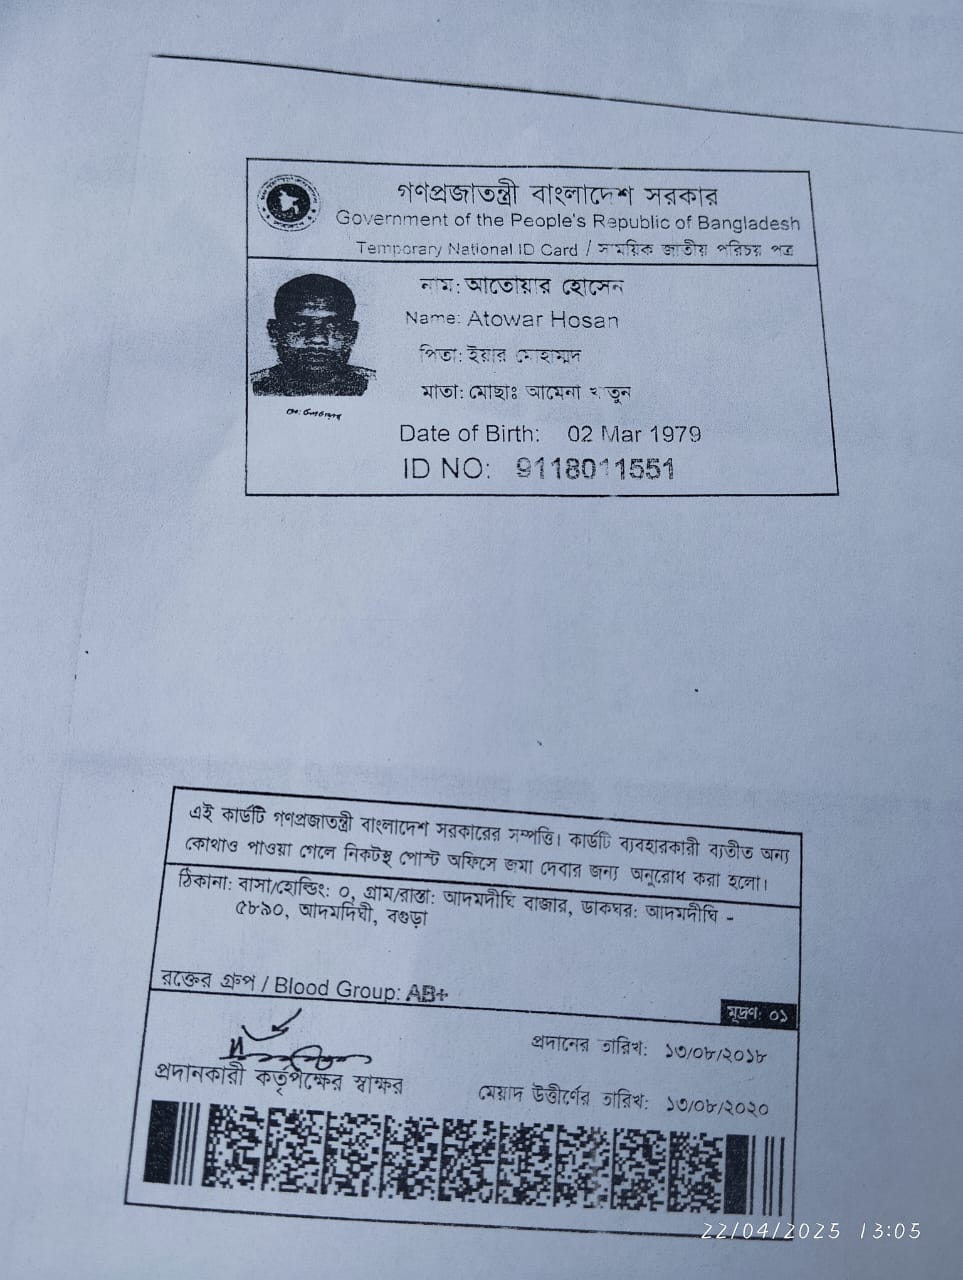 গণপ্রজাতন্ত্রী বাংলাদেশ সরকার
Government of the People's Republic of Bangladesh
Temporary National ID Card / সাময়িক জাতীয় পরিচয় পত্র
নাম: আতোয়ার হোসেন
Name: Atowar Hosan
পিতা: ইয়ার মোহাম্মদ
মাতা: মোছাঃ আমেনা খাতুন
Date of Birth: 02 Mar 1979
ID NO: 9118011551
এই কার্ডটি গণপ্রজাতন্ত্রী বাংলাদেশ সরকারের সম্পত্তি। কার্ডটি ব্যবহারকারী ব্যতীত অন্য
কোথাও পাওয়া গেলে নিকটস্থ পোস্ট অফিসে জমা দেবার জন্য অনুরোধ করা হলো।
ঠিকানা: বাসা/হোল্ডিং: ০, গ্রাম/রাস্তা: আদমদীঘি বাজার, ডাকঘর: আদমদীঘি -
৫৮৯০, আদমদিঘী, বগুড়া
রক্তের গ্রুপ / Blood Group: AB+
মুদ্রণ: ০১
প্রদানের তারিখ: ১৩/০৮/২০১৮
প্রদানকারী কর্তৃপক্ষের স্বাক্ষর
মেয়াদ উত্তীর্ণের তারিখ: ১৩/০৮/২০২০
22/04/2025 13:05